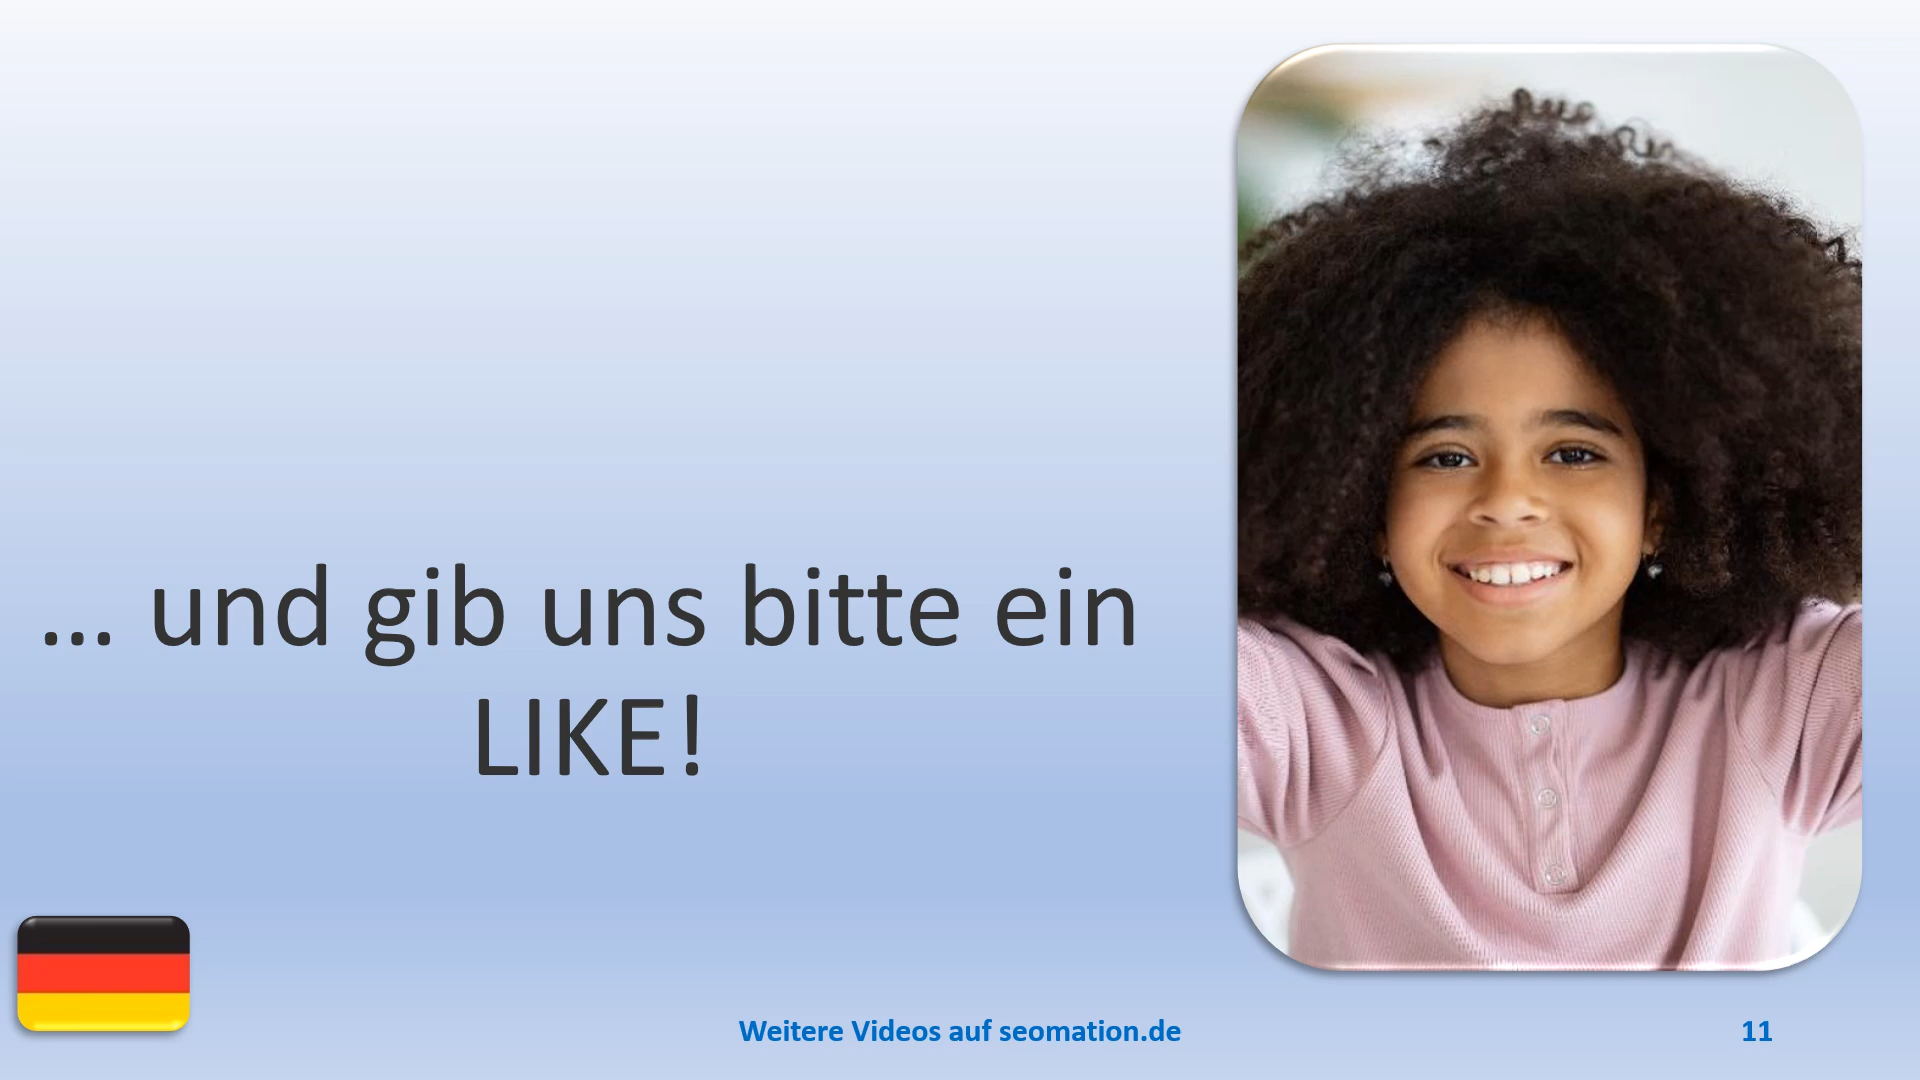 ... und gib uns bitte ein
LIKE!
Weitere Videos auf seomation.de
11